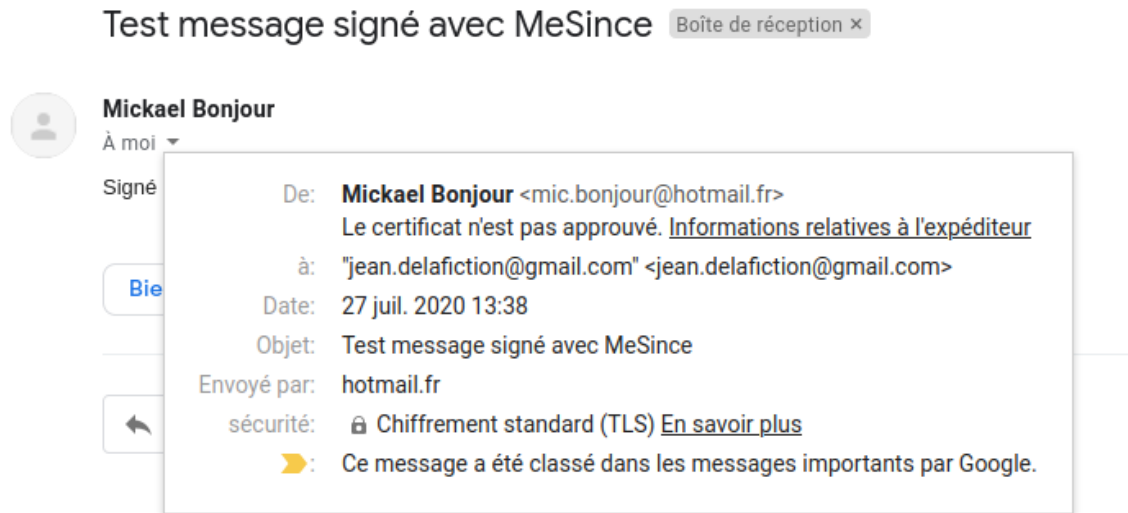 Test message signé avec MeSince Boîte de réception ×
Mickael Bonjour
À moi
Signé
De: Mickael Bonjour <mic.bonjour@hotmail.fr>
Le certificat n'est pas approuvé. Informations relatives à l'expéditeur
à: "jean.delafiction@gmail.com" <jean.delafiction@gmail.com>
Date: 27 juil. 2020 13:38
Objet: Test message signé avec MeSince
Envoyé par: hotmail.fr
sécurité: Chiffrement standard (TLS) En savoir plus
: Ce message a été classé dans les messages importants par Google.
Bie